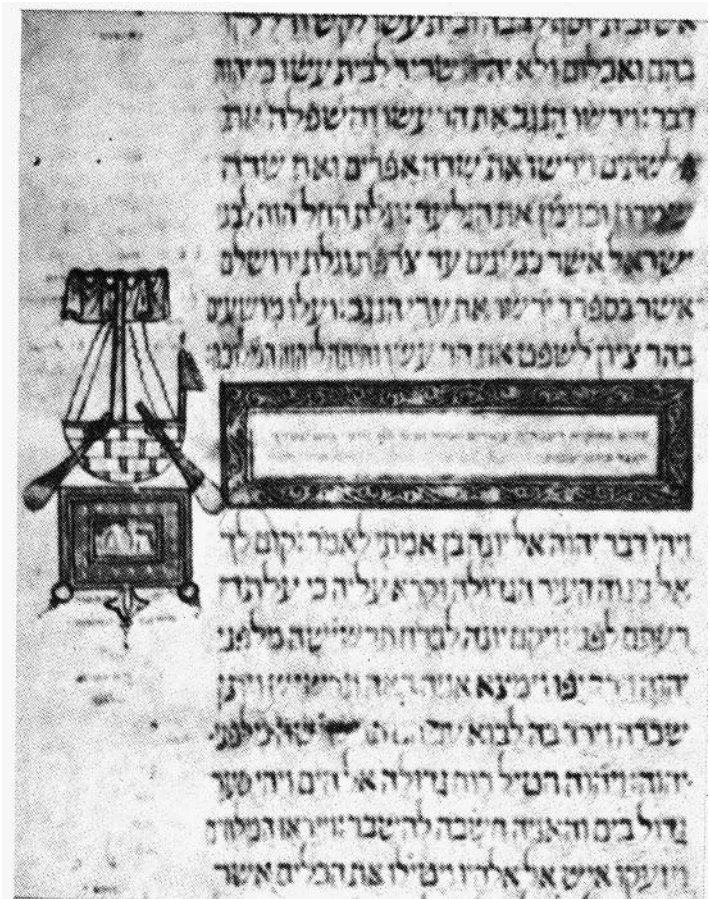 אש ובית יוסף להבה ובית עשו לקש ודלקו
בהם ואכלום ולא יהיה שריד לבית עשו כי יהוה
דבר׃ וירשו הנגב את הר עשו והשפלה את
פלשתים וירשו את שדה אפרים ואת שדה
שמרון ובנימן את הגלעד׃ וגלת החל הזה לבני
ישראל אשר כנענים עד צרפת וגלת ירושלם
אשר בספרד ירשו את ערי הנגב׃ ועלו מושעים
בהר ציון לשפט את הר עשו והיתה ליהוה המלוכה׃
ויהי דבר יהוה אל יונה בן אמתי לאמר׃ קום לך
אל נינוה העיר הגדולה וקרא עליה כי עלתה
רעתם לפני׃ ויקם יונה לברח תרשישה מלפני
יהוה וירד יפו וימצא אניה באה תרשיש ויתן
שכרה וירד בה לבוא עמהם מלפני
יהוה׃ ויהוה הטיל רוח גדולה אל הים ויהי סער
גדול בים והאניה חשבה להשבר׃ וייראו המלחים
ויזעקו איש אל אלהיו ויטילו את הכלים אשר